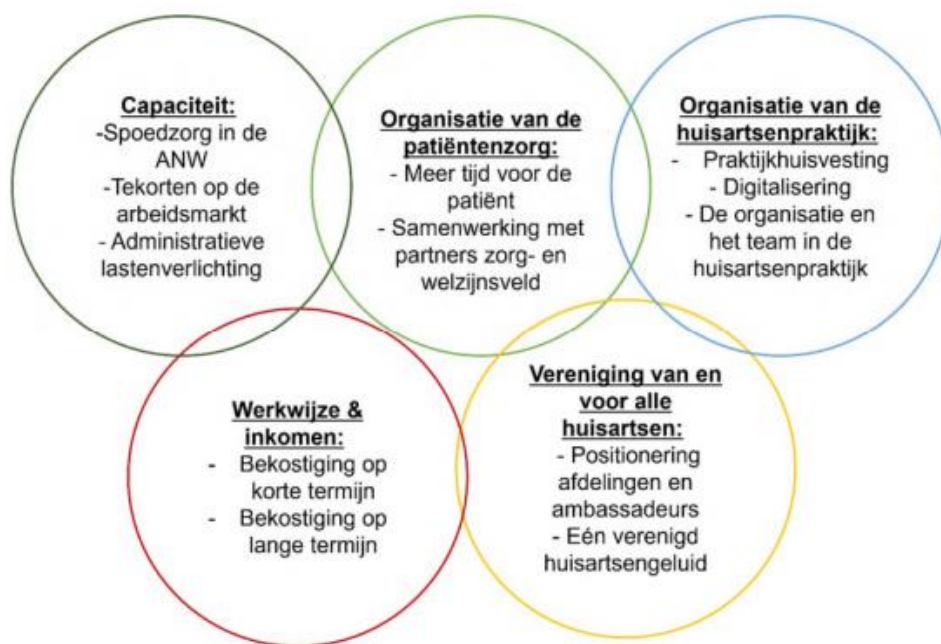 Capaciteit:
-Spoedzorg in de
ANW
-Tekorten op de
arbeidsmarkt
- Administratieve
lastenverlichting
Organisatie van de
patiëntenzorg:
- Meer tijd voor de
patiënt
- Samenwerking met
partners zorg- en
welzijnsveld
Organisatie van de
huisartsenpraktijk:
- Praktijkhuisvesting
- Digitalisering
- De organisatie en
het team in de
huisartsenpraktijk
Werkwijze &
inkomen:
- Bekostiging op
korte termijn
- Bekostiging op
lange termijn
Vereniging van en
voor alle
huisartsen:
- Positionering
afdelingen en
ambassadeurs
- Eén verenigd
huisartsengeluid